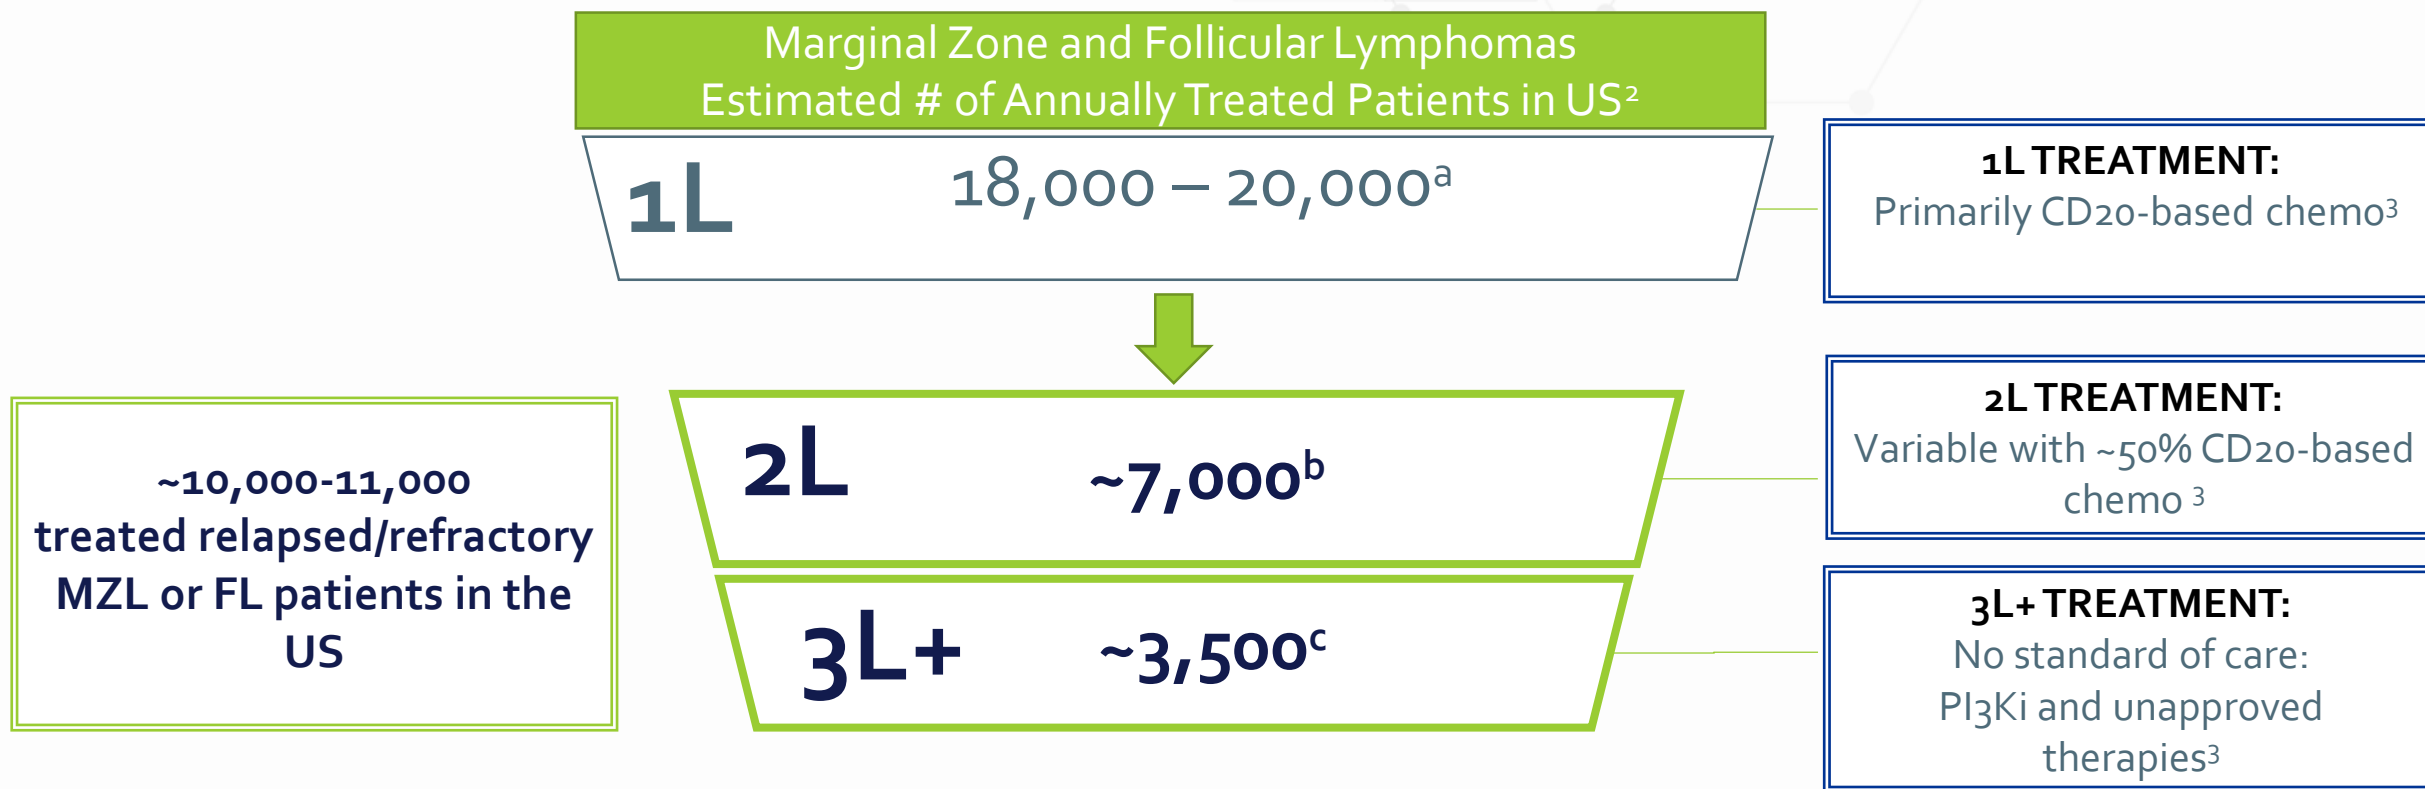 Marginal Zone and Follicular Lymphomas
Estimated # of Annually Treated Patients in US²
1L 18,000 – 20,000ᵃ
1L TREATMENT:
Primarily CD20-based chemo³
2L ~7,000ᵇ
2L TREATMENT:
Variable with ~50% CD20-based
chemo ³
3L+ ~3,500ᶜ
3L+ TREATMENT:
No standard of care:
PI3Ki and unapproved
therapies³
~10,000-11,000
treated relapsed/refractory
MZL or FL patients in the
US